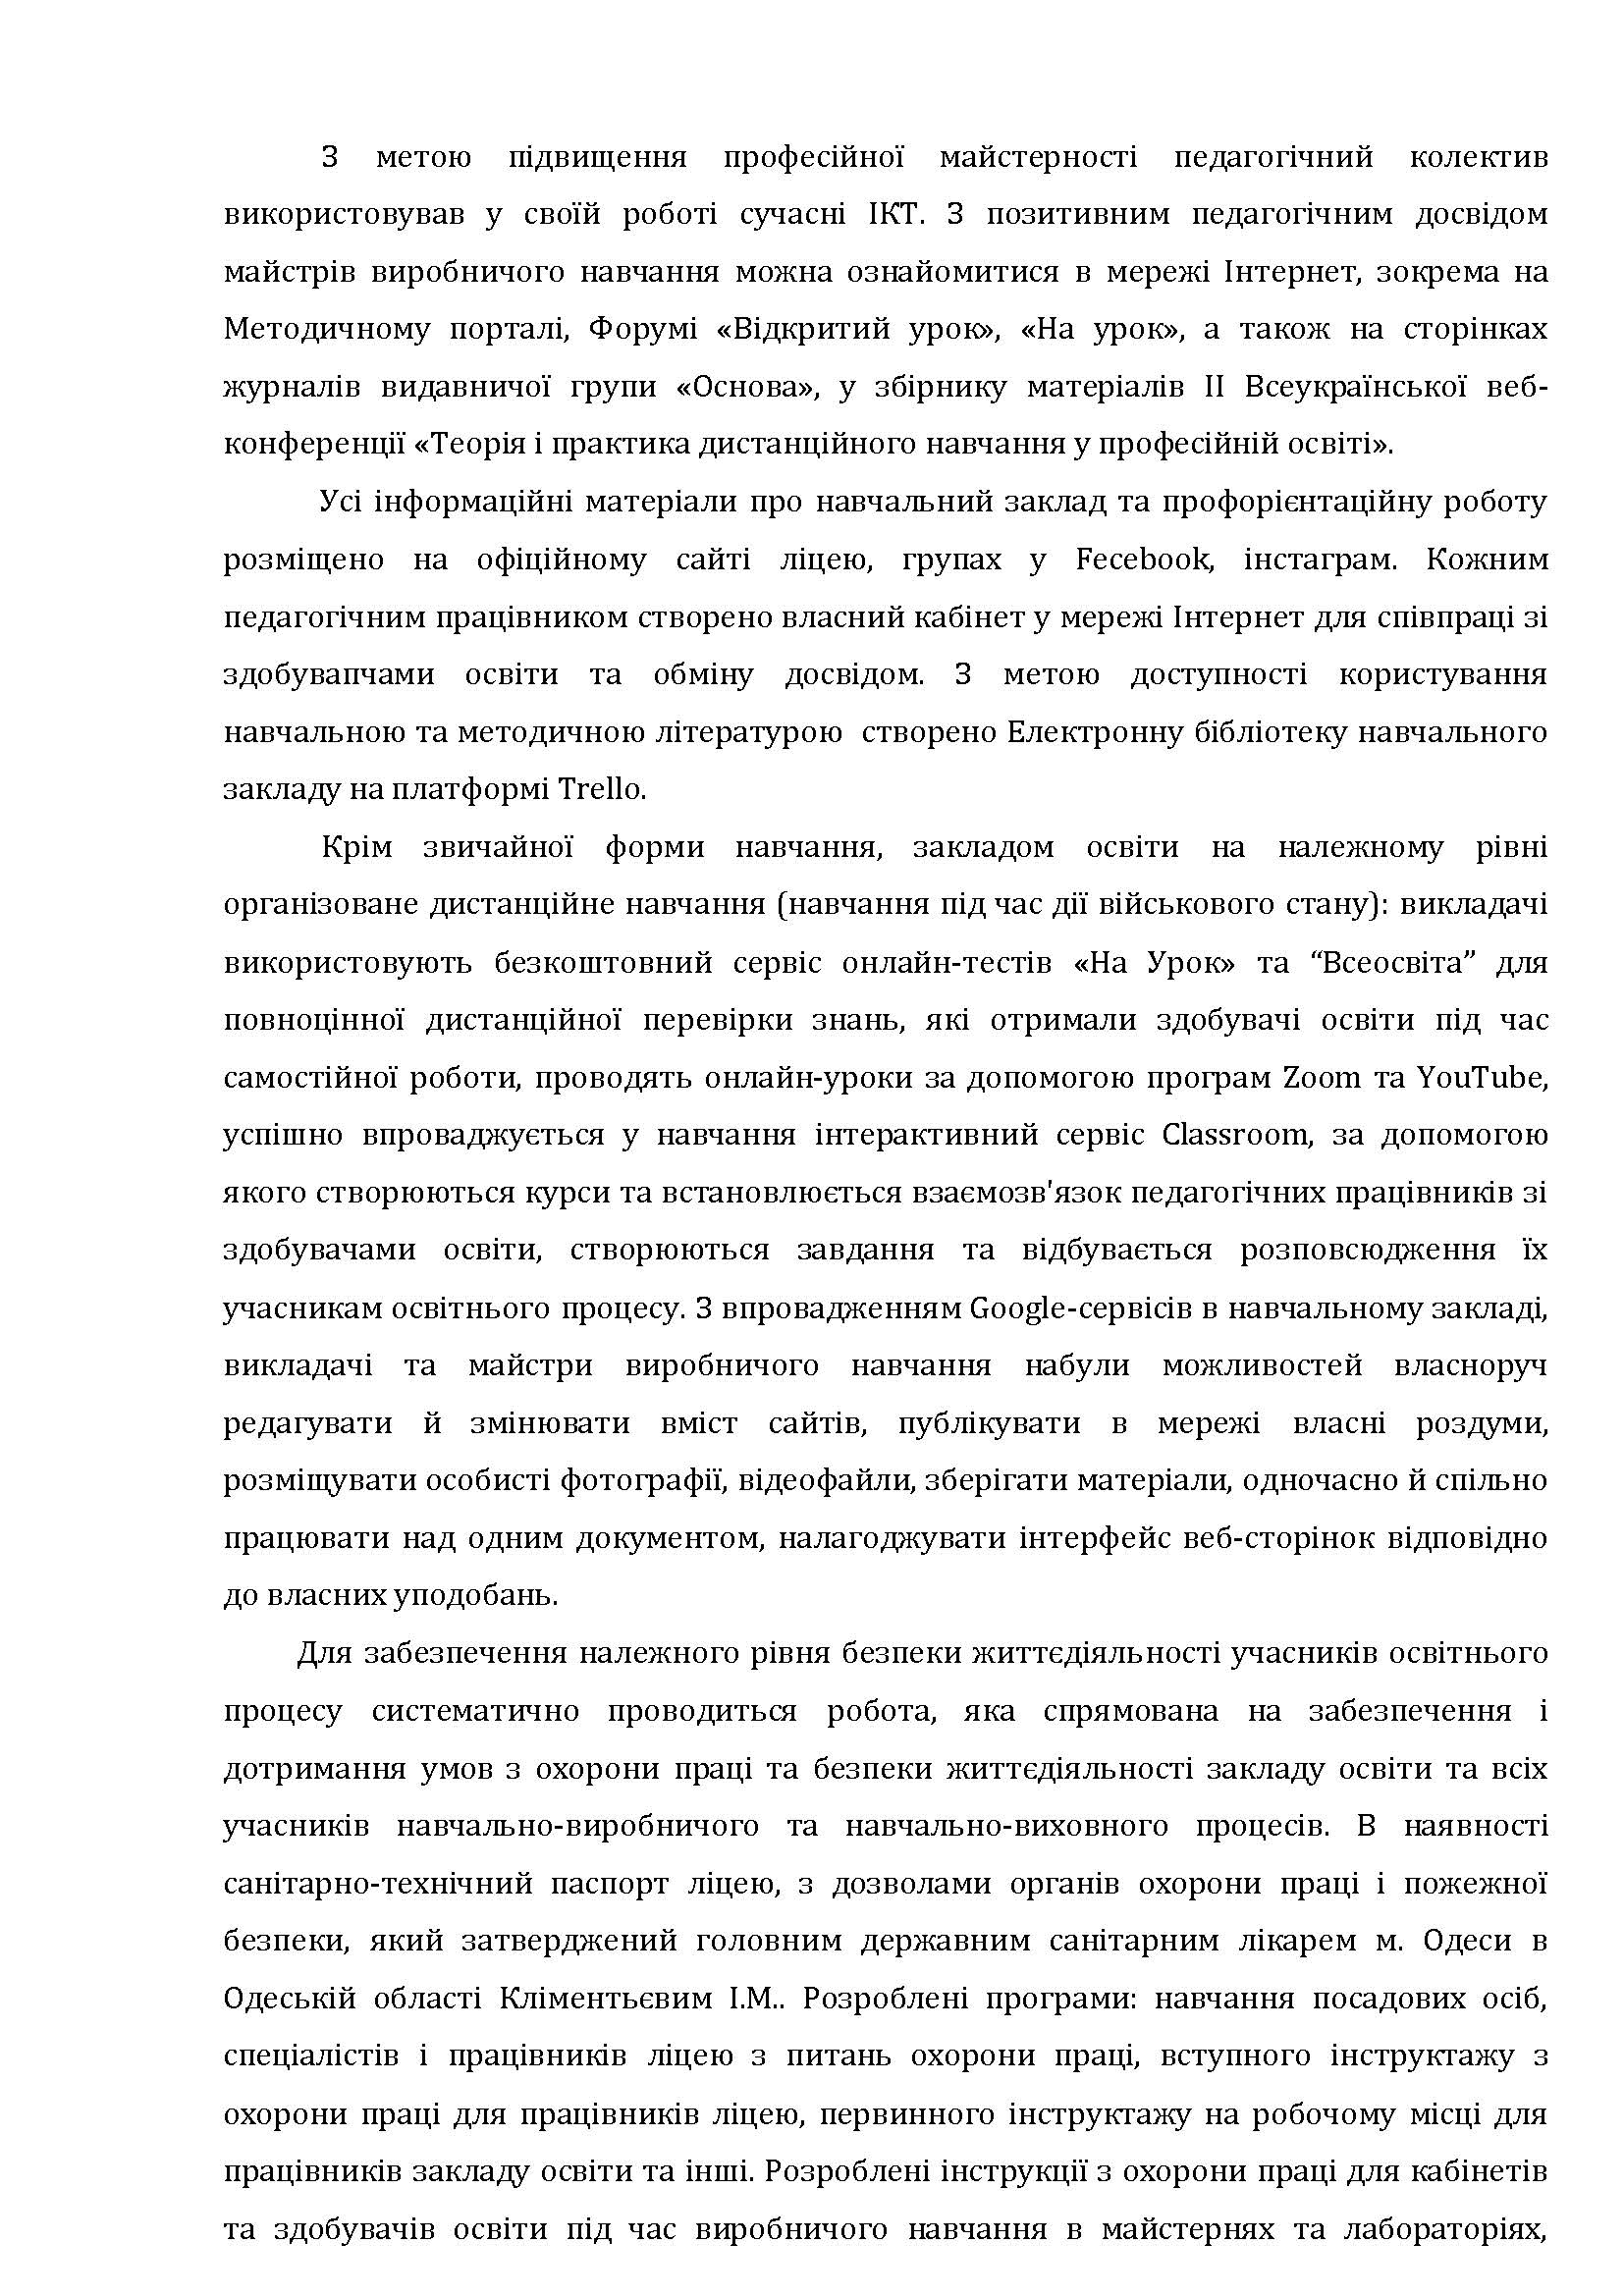 З метою підвищення професійної майстерності педагогічний колектив
використовував у своїй роботі сучасні ІКТ. З позитивним педагогічним досвідом
майстрів виробничого навчання можна ознайомитися в мережі Інтернет, зокрема на
Методичному порталі, Форумі «Відкритий урок», «На урок», а також на сторінках
журналів видавничої групи «Основа», у збірнику матеріалів ІІ Всеукраїнської веб-
конференції «Теорія і практика дистанційного навчання у професійній освіті».
Усі інформаційні матеріали про навчальний заклад та профорієнтаційну роботу
розміщено на офіційному сайті ліцею, групах у Fecebook, інстаграм. Кожним
педагогічним працівником створено власний кабінет у мережі Інтернет для співпраці зі
здобувапчами освіти та обміну досвідом. З метою доступності користування
навчальною та методичною літературою створено Електронну бібліотеку навчального
закладу на платформі Trello.
Крім звичайної форми навчання, закладом освіти на належному рівні
організоване дистанційне навчання (навчання під час дії військового стану): викладачі
використовують безкоштовний сервіс онлайн-тестів «На Урок» та “Всеосвіта” для
повноцінної дистанційної перевірки знань, які отримали здобувачі освіти під час
самостійної роботи, проводять онлайн-уроки за допомогою програм Zoom та YouTube,
успішно впроваджується у навчання інтерактивний сервіс Classroom, за допомогою
якого створюються курси та встановлюється взаємозв'язок педагогічних працівників зі
здобувачами освіти, створюються завдання та відбувається розповсюдження їх
учасникам освітнього процесу. З впровадженням Google-сервісів в навчальному закладі,
викладачі та майстри виробничого навчання набули можливостей власноруч
редагувати й змінювати вміст сайтів, публікувати в мережі власні роздуми,
розміщувати особисті фотографії, відеофайли, зберігати матеріали, одночасно й спільно
працювати над одним документом, налагоджувати інтерфейс веб-сторінок відповідно
до власних уподобань.
Для забезпечення належного рівня безпеки життєдіяльності учасників освітнього
процесу систематично проводиться робота, яка спрямована на забезпечення і
дотримання умов з охорони праці та безпеки життєдіяльності закладу освіти та всіх
учасників навчально-виробничого та навчально-виховного процесів. В наявності
санітарно-технічний паспорт ліцею, з дозволами органів охорони праці і пожежної
безпеки, який затверджений головним державним санітарним лікарем м. Одеси в
Одеській області Кліментьєвим І.М.. Розроблені програми: навчання посадових осіб,
спеціалістів і працівників ліцею з питань охорони праці, вступного інструктажу з
охорони праці для працівників ліцею, первинного інструктажу на робочому місці для
працівників закладу освіти та інші. Розроблені інструкції з охорони праці для кабінетів
та здобувачів освіти під час виробничого навчання в майстернях та лабораторіях,